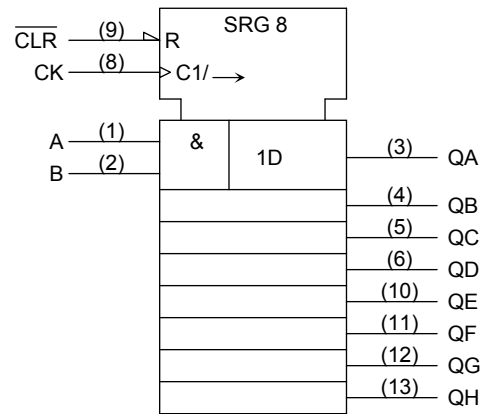 C̅L̅R̅ (9) R SRG 8
CK (8) C1/ →
A (1) & 1D (3) QA
B (2)
(4) QB
(5) QC
(6) QD
(10) QE
(11) QF
(12) QG
(13) QH